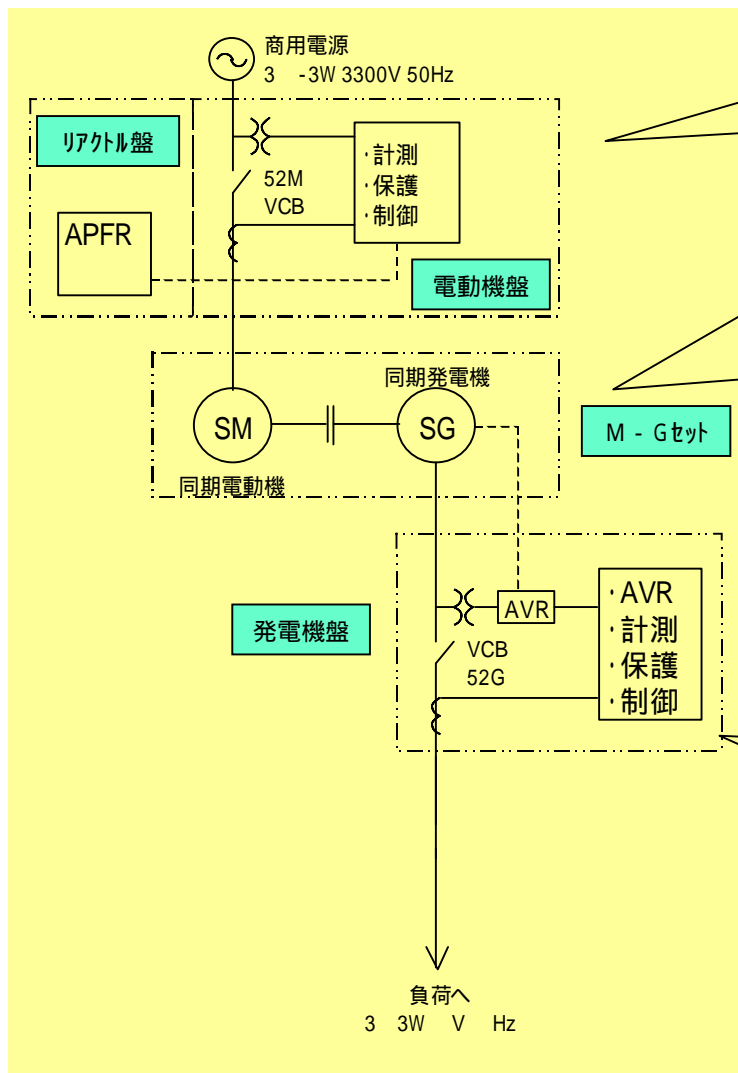 商用電源
3 -3W 3300V 50Hz
ﾘｱｸﾄﾙ盤
52M
VCB
・計測
・保護
・制御
APFR
電動機盤
同期発電機
SM
SG
M - Gｾｯﾄ
同期電動機
発電機盤
AVR
VCB
52G
・AVR
・計測
・保護
・制御
負荷へ
3 3W V Hz